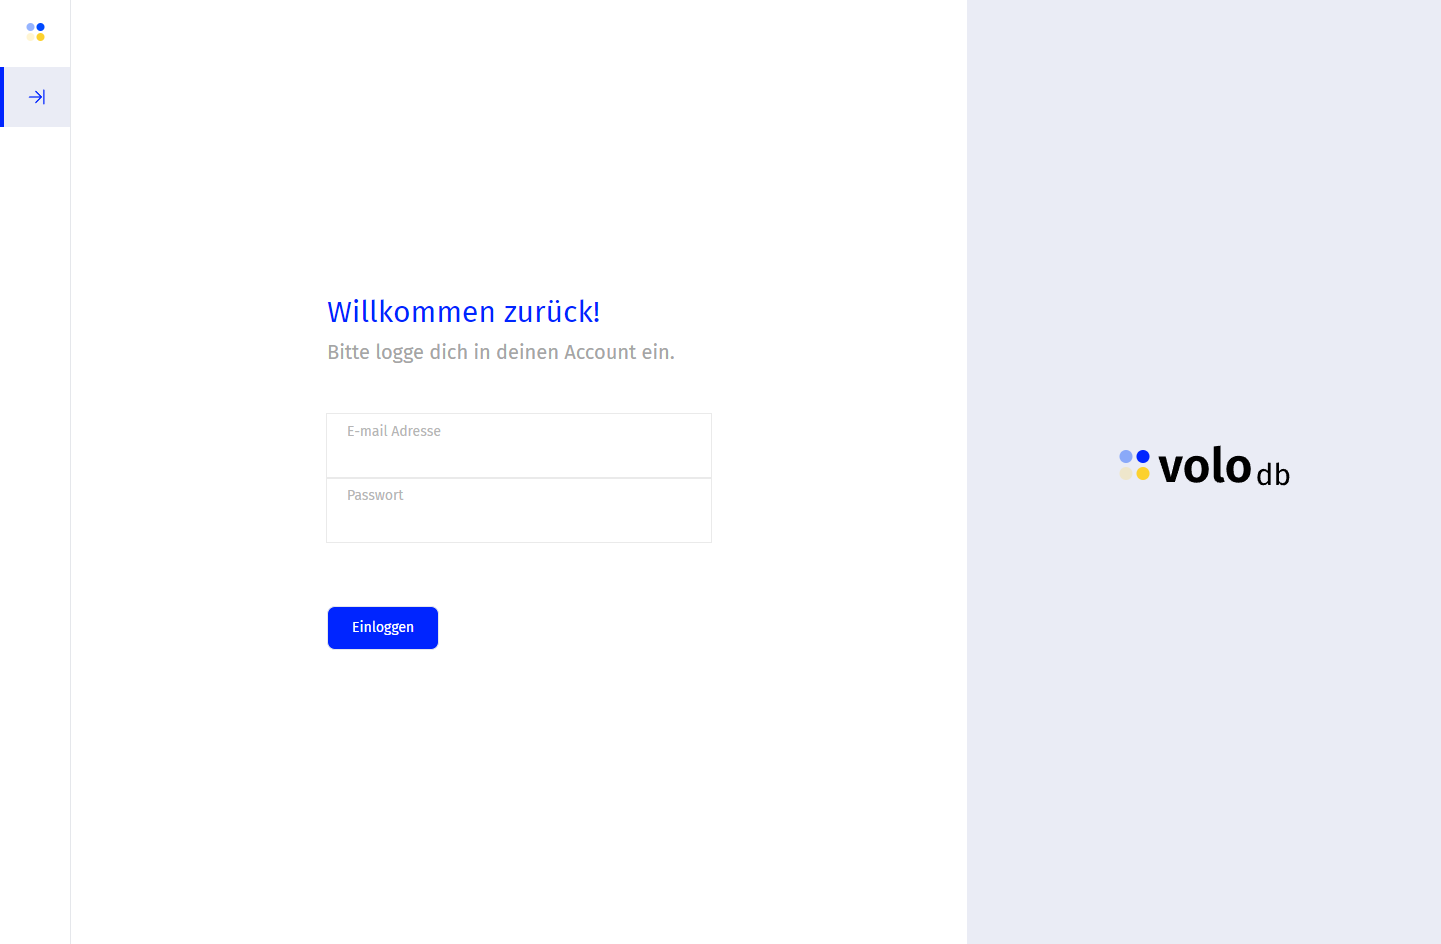 Willkommen zurück!
Bitte logge dich in deinen Account ein.
E-mail Adresse
Passwort
Einloggen
volo db